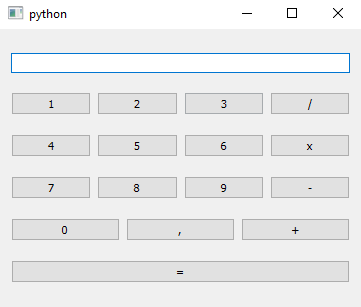 python
1 2 3 /
4 5 6 x
7 8 9 -
0 , +
=